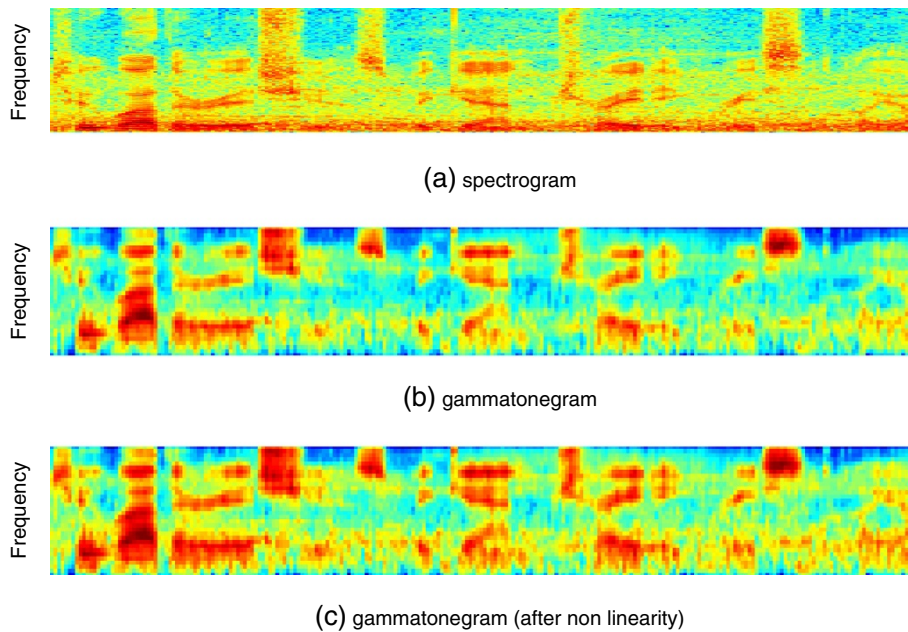 Frequency
(a) spectrogram
Frequency
(b) gammatonegram
Frequency
(c) gammatonegram (after non linearity)